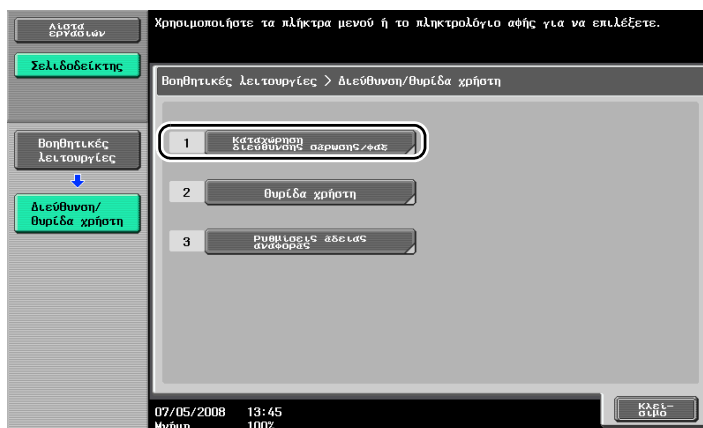 Λίστα
εργασιών
Χρησιμοποιήστε τα πλήκτρα μενού ή το πληκτρολόγιο αφής για να επιλέξετε.
Σελιδοδείκτης
Βοηθητικές λειτουργίες > Διεύθυνση/θυρίδα χρήστη
Βοηθητικές
λειτουργίες
Διεύθυνση/
θυρίδα χρήστη
1 Καταχώρηση
διεύθυνσης σάρωσης/φαξ
2 θυρίδα χρήστη
3 Ρυθμίσεις άδειας
αναφοράς
Κλεί-
σιμο
07/05/2008 13:45
Μνήμη 100%